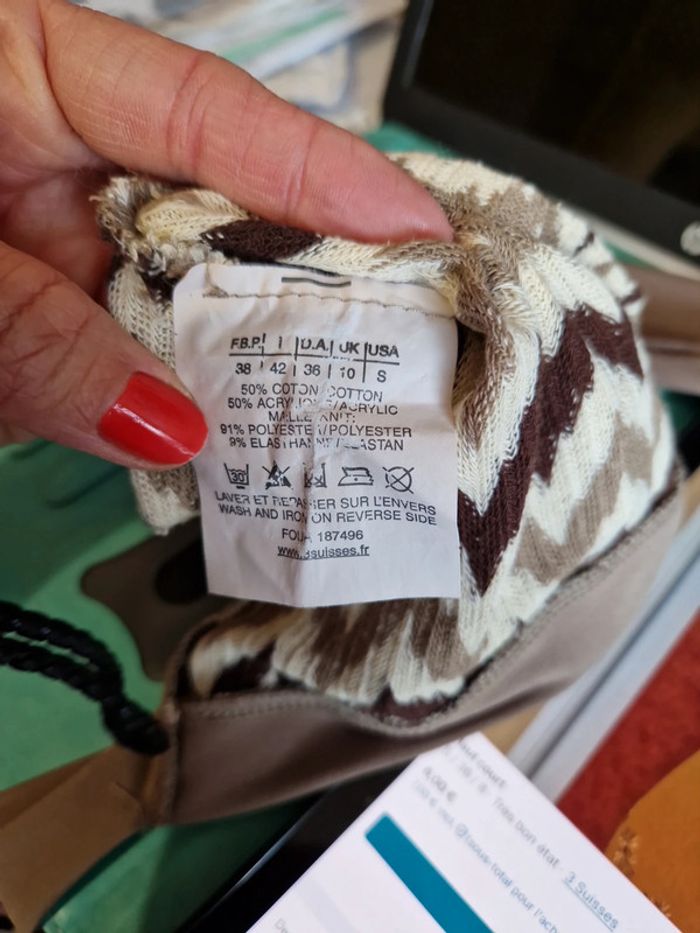 F.B.P. | I | D.A. | UK | USA
38 | 42 | 36 | 10 | S
50% COTON/COTTON
50% ACRYLIQUE/ACRYLIC
MAILLE/KNIT:
91% POLYESTER/POLYESTER
9% ELASTHANNE/ELASTAN
30°
LAVER ET REPASSER SUR L'ENVERS
WASH AND IRON ON REVERSE SIDE
187496
www.3suisses.fr
Très bon état · 3 Suisses